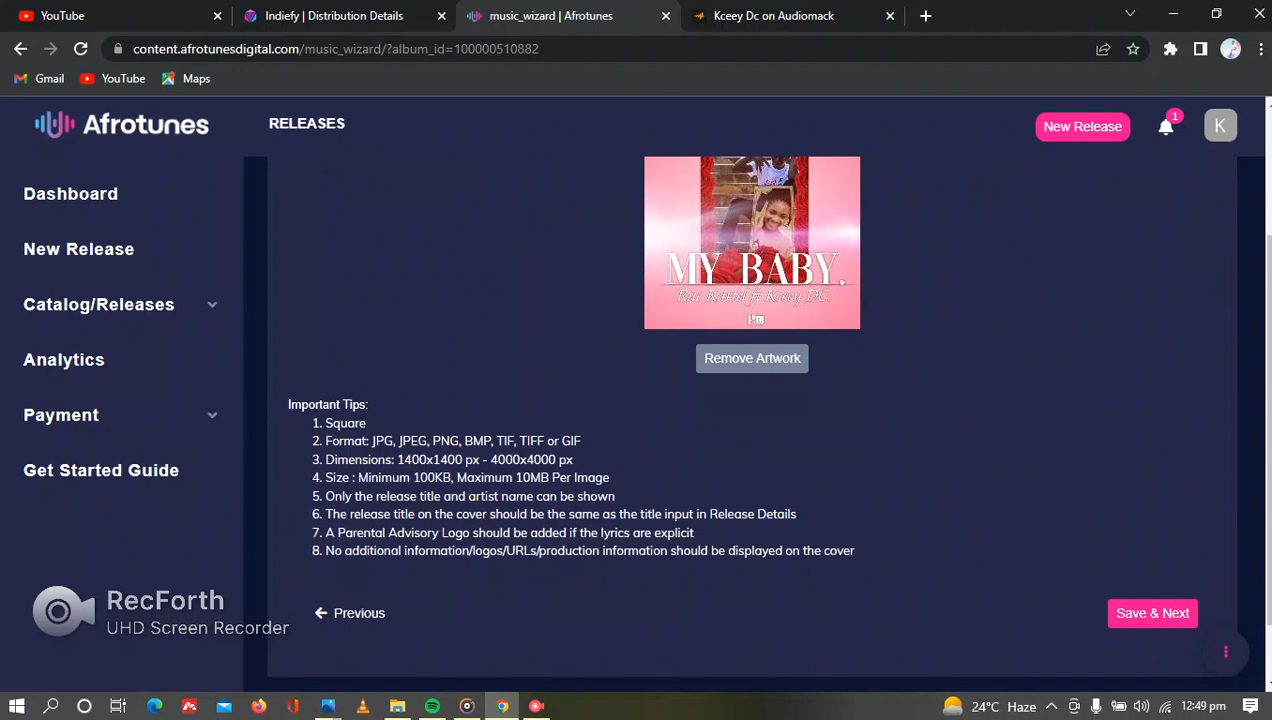 YouTube
Indiefy | Distribution Details
music_wizard | Afrotunes
Kceey Dc on Audiomack
content.afrotunesdigital.com/music_wizard/?album_id=100000510882
Gmail
YouTube
Maps
Afrotunes
RELEASES
New Release
1
K
Dashboard
New Release
Catalog/Releases
Analytics
Payment
Get Started Guide
MY BABY.
ft Kceey DC
Remove Artwork
Important Tips:
1. Square
2. Format: JPG, JPEG, PNG, BMP, TIF, TIFF or GIF
3. Dimensions: 1400x1400 px - 4000x4000 px
4. Size : Minimum 100KB, Maximum 10MB Per Image
5. Only the release title and artist name can be shown
6. The release title on the cover should be the same as the title input in Release Details
7. A Parental Advisory Logo should be added if the lyrics are explicit
8. No additional information/logos/URLs/production information should be displayed on the cover
Previous
Save & Next
RecForth
UHD Screen Recorder
24°C Haze
12:49 pm